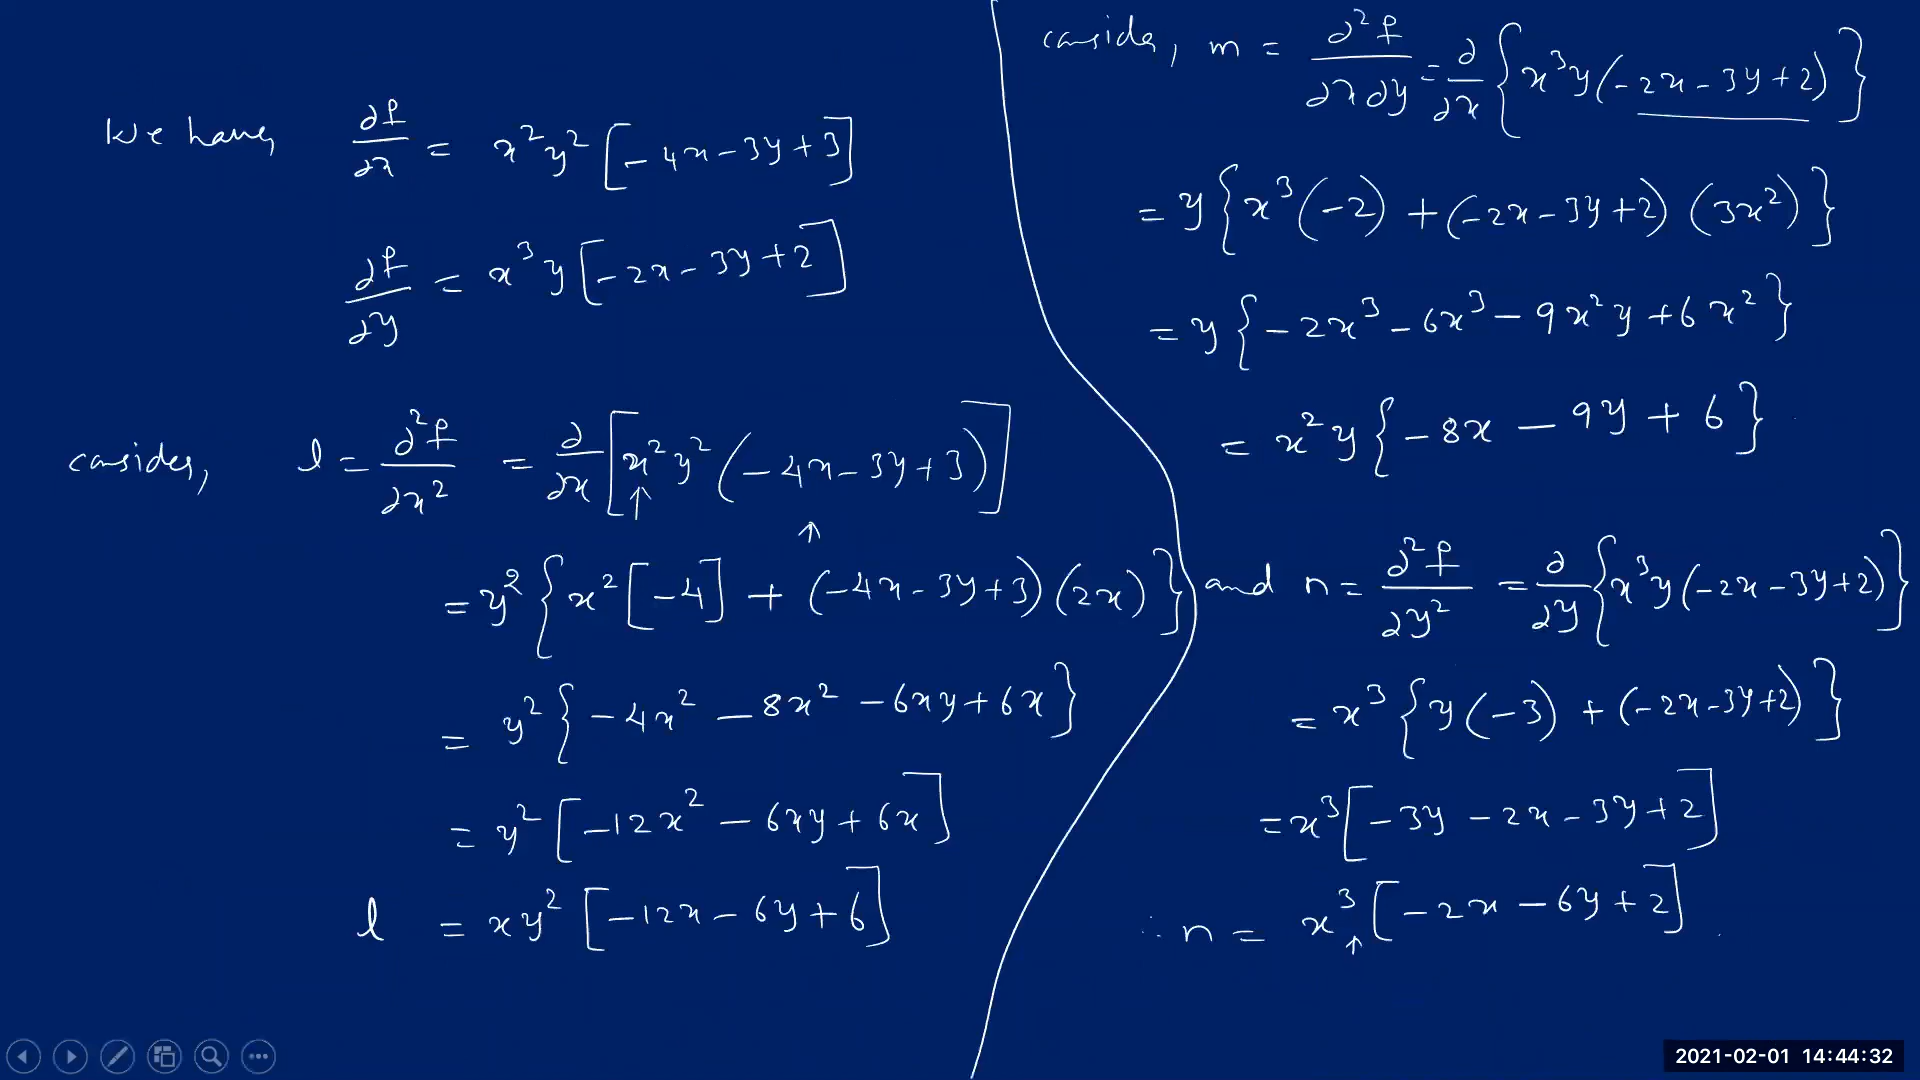 We have, ∂f/∂x = x²y² [-4x-3y+3]
∂f/∂y = x³y [-2x-3y+2]
consider, l = ∂²f/∂x² = ∂/∂x [x²y² (-4x-3y+3)]
= y² {x² [-4] + (-4x-3y+3) (2x)}
= y² {-4x² - 8x² - 6xy + 6x}
= y² [-12x² - 6xy + 6x]
l = xy² [-12x - 6y + 6]
consider, m = ∂²f/∂x∂y = ∂/∂x {x³y (-2x-3y+2)}
= y {x³ (-2) + (-2x-3y+2) (3x²)}
= y {-2x³ - 6x³ - 9x²y + 6x²}
= x²y {-8x - 9y + 6}
and n = ∂²f/∂y² = ∂/∂y {x³y (-2x-3y+2)}
= x³ {y (-3) + (-2x-3y+2)}
= x³ [-3y - 2x - 3y + 2]
∴ n = x³ [-2x - 6y + 2]
2021-02-01 14:44:32